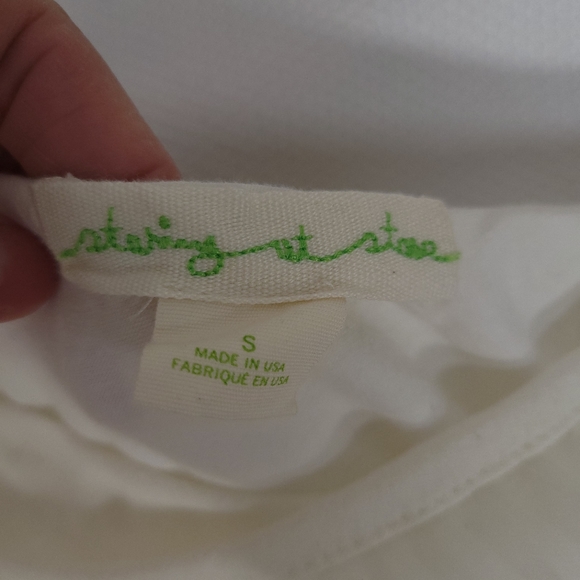 staring at stars
S
MADE IN USA
FABRIQUÉ EN USA